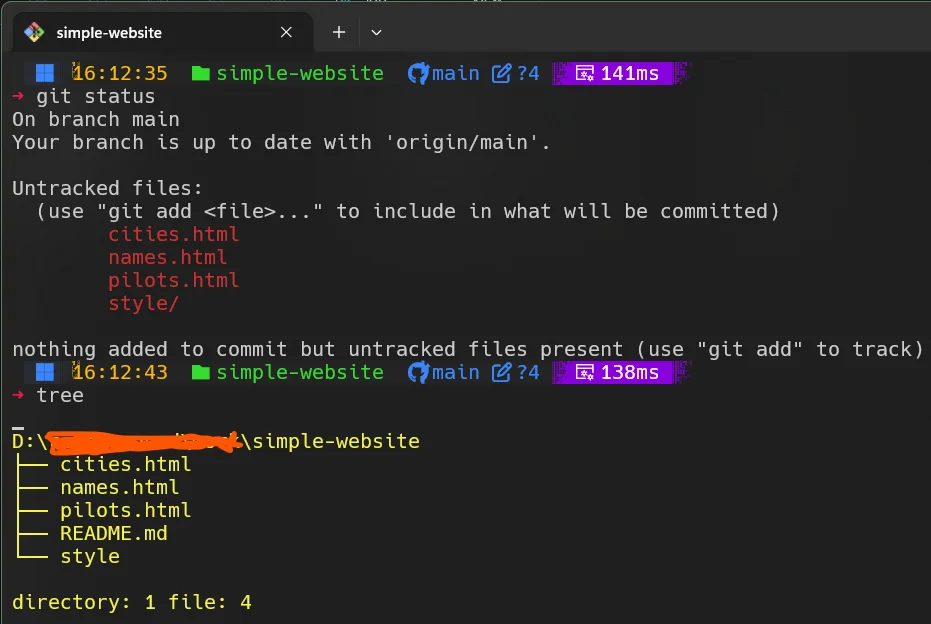 simple-website
16:12:35 simple-website main ?4 141ms
→ git status
On branch main
Your branch is up to date with 'origin/main'.
Untracked files:
(use "git add <file>..." to include in what will be committed)
cities.html
names.html
pilots.html
style/
nothing added to commit but untracked files present (use "git add" to track)
16:12:43 simple-website main ?4 138ms
→ tree
D:\ \simple-website
├── cities.html
├── names.html
├── pilots.html
├── README.md
└── style
directory: 1 file: 4